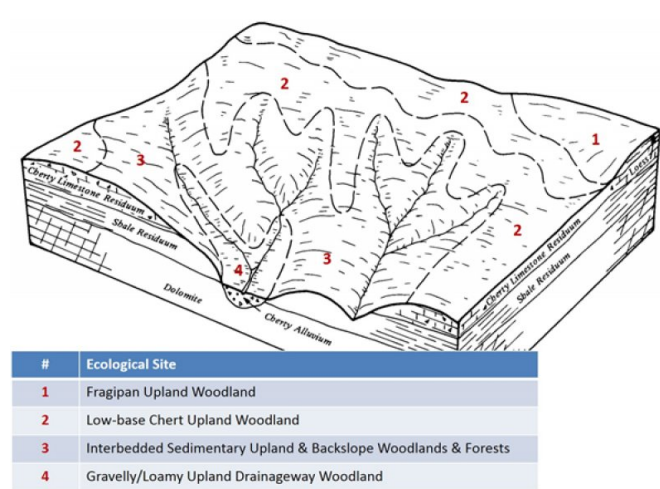 2
2
1
2
3
Loess
Cherty Limestone Residuum
Shale Residuum
2
3
4
Cherty Limestone Residuum
Shale Residuum
Dolomite
Cherty Alluvium
# Ecological Site
1 Fragipan Upland Woodland
2 Low-base Chert Upland Woodland
3 Interbedded Sedimentary Upland & Backslope Woodlands & Forests
4 Gravelly/Loamy Upland Drainageway Woodland